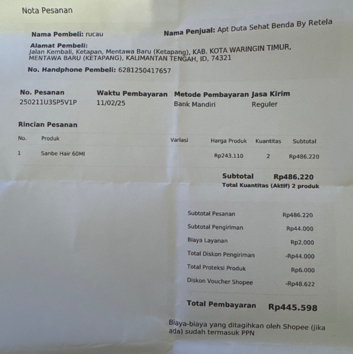 Nota Pesanan
Nama Pembeli: rucau
Nama Penjual: Apt Duta Sehat Benda By Retela
Alamat Pembeli:
Jalan Kembali, Ketapan, Mentawa Baru (Ketapang), KAB. KOTA WARINGIN TIMUR,
MENTAWA BARU (KETAPANG), KALIMANTAN TENGAH, ID, 74321
No. Handphone Pembeli: 6281250417657
No. Pesanan Waktu Pembayaran Metode Pembayaran Jasa Kirim
250211U3SP5V1P 11/02/25 Bank Mandiri Reguler
Rincian Pesanan
No. Produk Variasi Harga Produk Kuantitas Subtotal
1 Sanbe Hair 60Ml Rp243.110 2 Rp486.220
Subtotal Rp486.220
Total Kuantitas (Aktif) 2 produk
Subtotal Pesanan Rp486.220
Subtotal Pengiriman Rp44.000
Biaya Layanan Rp2.000
Total Diskon Pengiriman -Rp44.000
Total Proteksi Produk Rp6.000
Diskon Voucher Shopee -Rp48.622
Total Pembayaran Rp445.598
Biaya-biaya yang ditagihkan oleh Shopee (jika
ada) sudah termasuk PPN